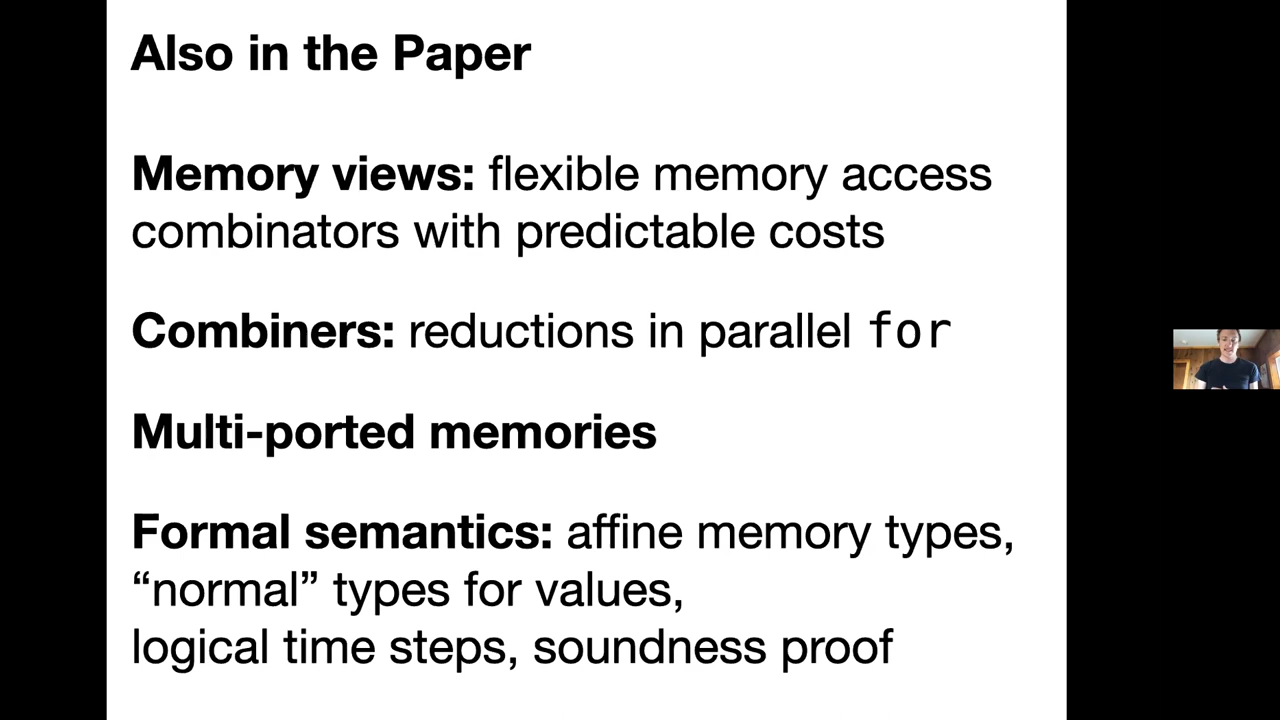 Also in the Paper
Memory views: flexible memory access
combinators with predictable costs
Combiners: reductions in parallel for
Multi-ported memories
Formal semantics: affine memory types,
“normal” types for values,
logical time steps, soundness proof